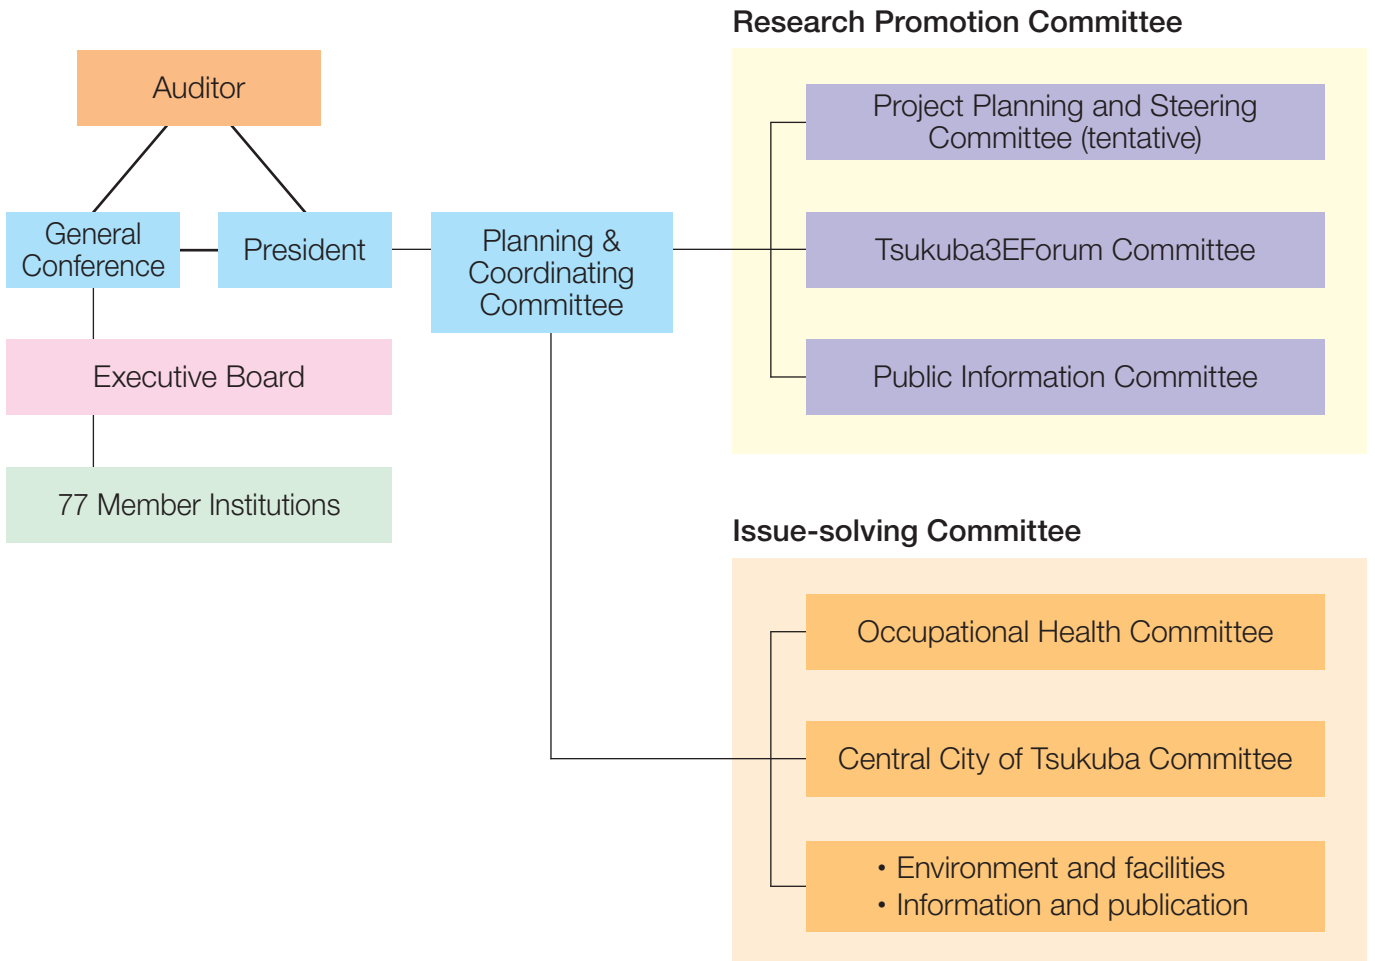 Research Promotion Committee
Auditor
Project Planning and Steering
Committee (tentative)
General
Conference
President
Planning &
Coordinating
Committee
Tsukuba3EForum Committee
Executive Board
Public Information Committee
77 Member Institutions
Issue-solving Committee
Occupational Health Committee
Central City of Tsukuba Committee
• Environment and facilities
• Information and publication